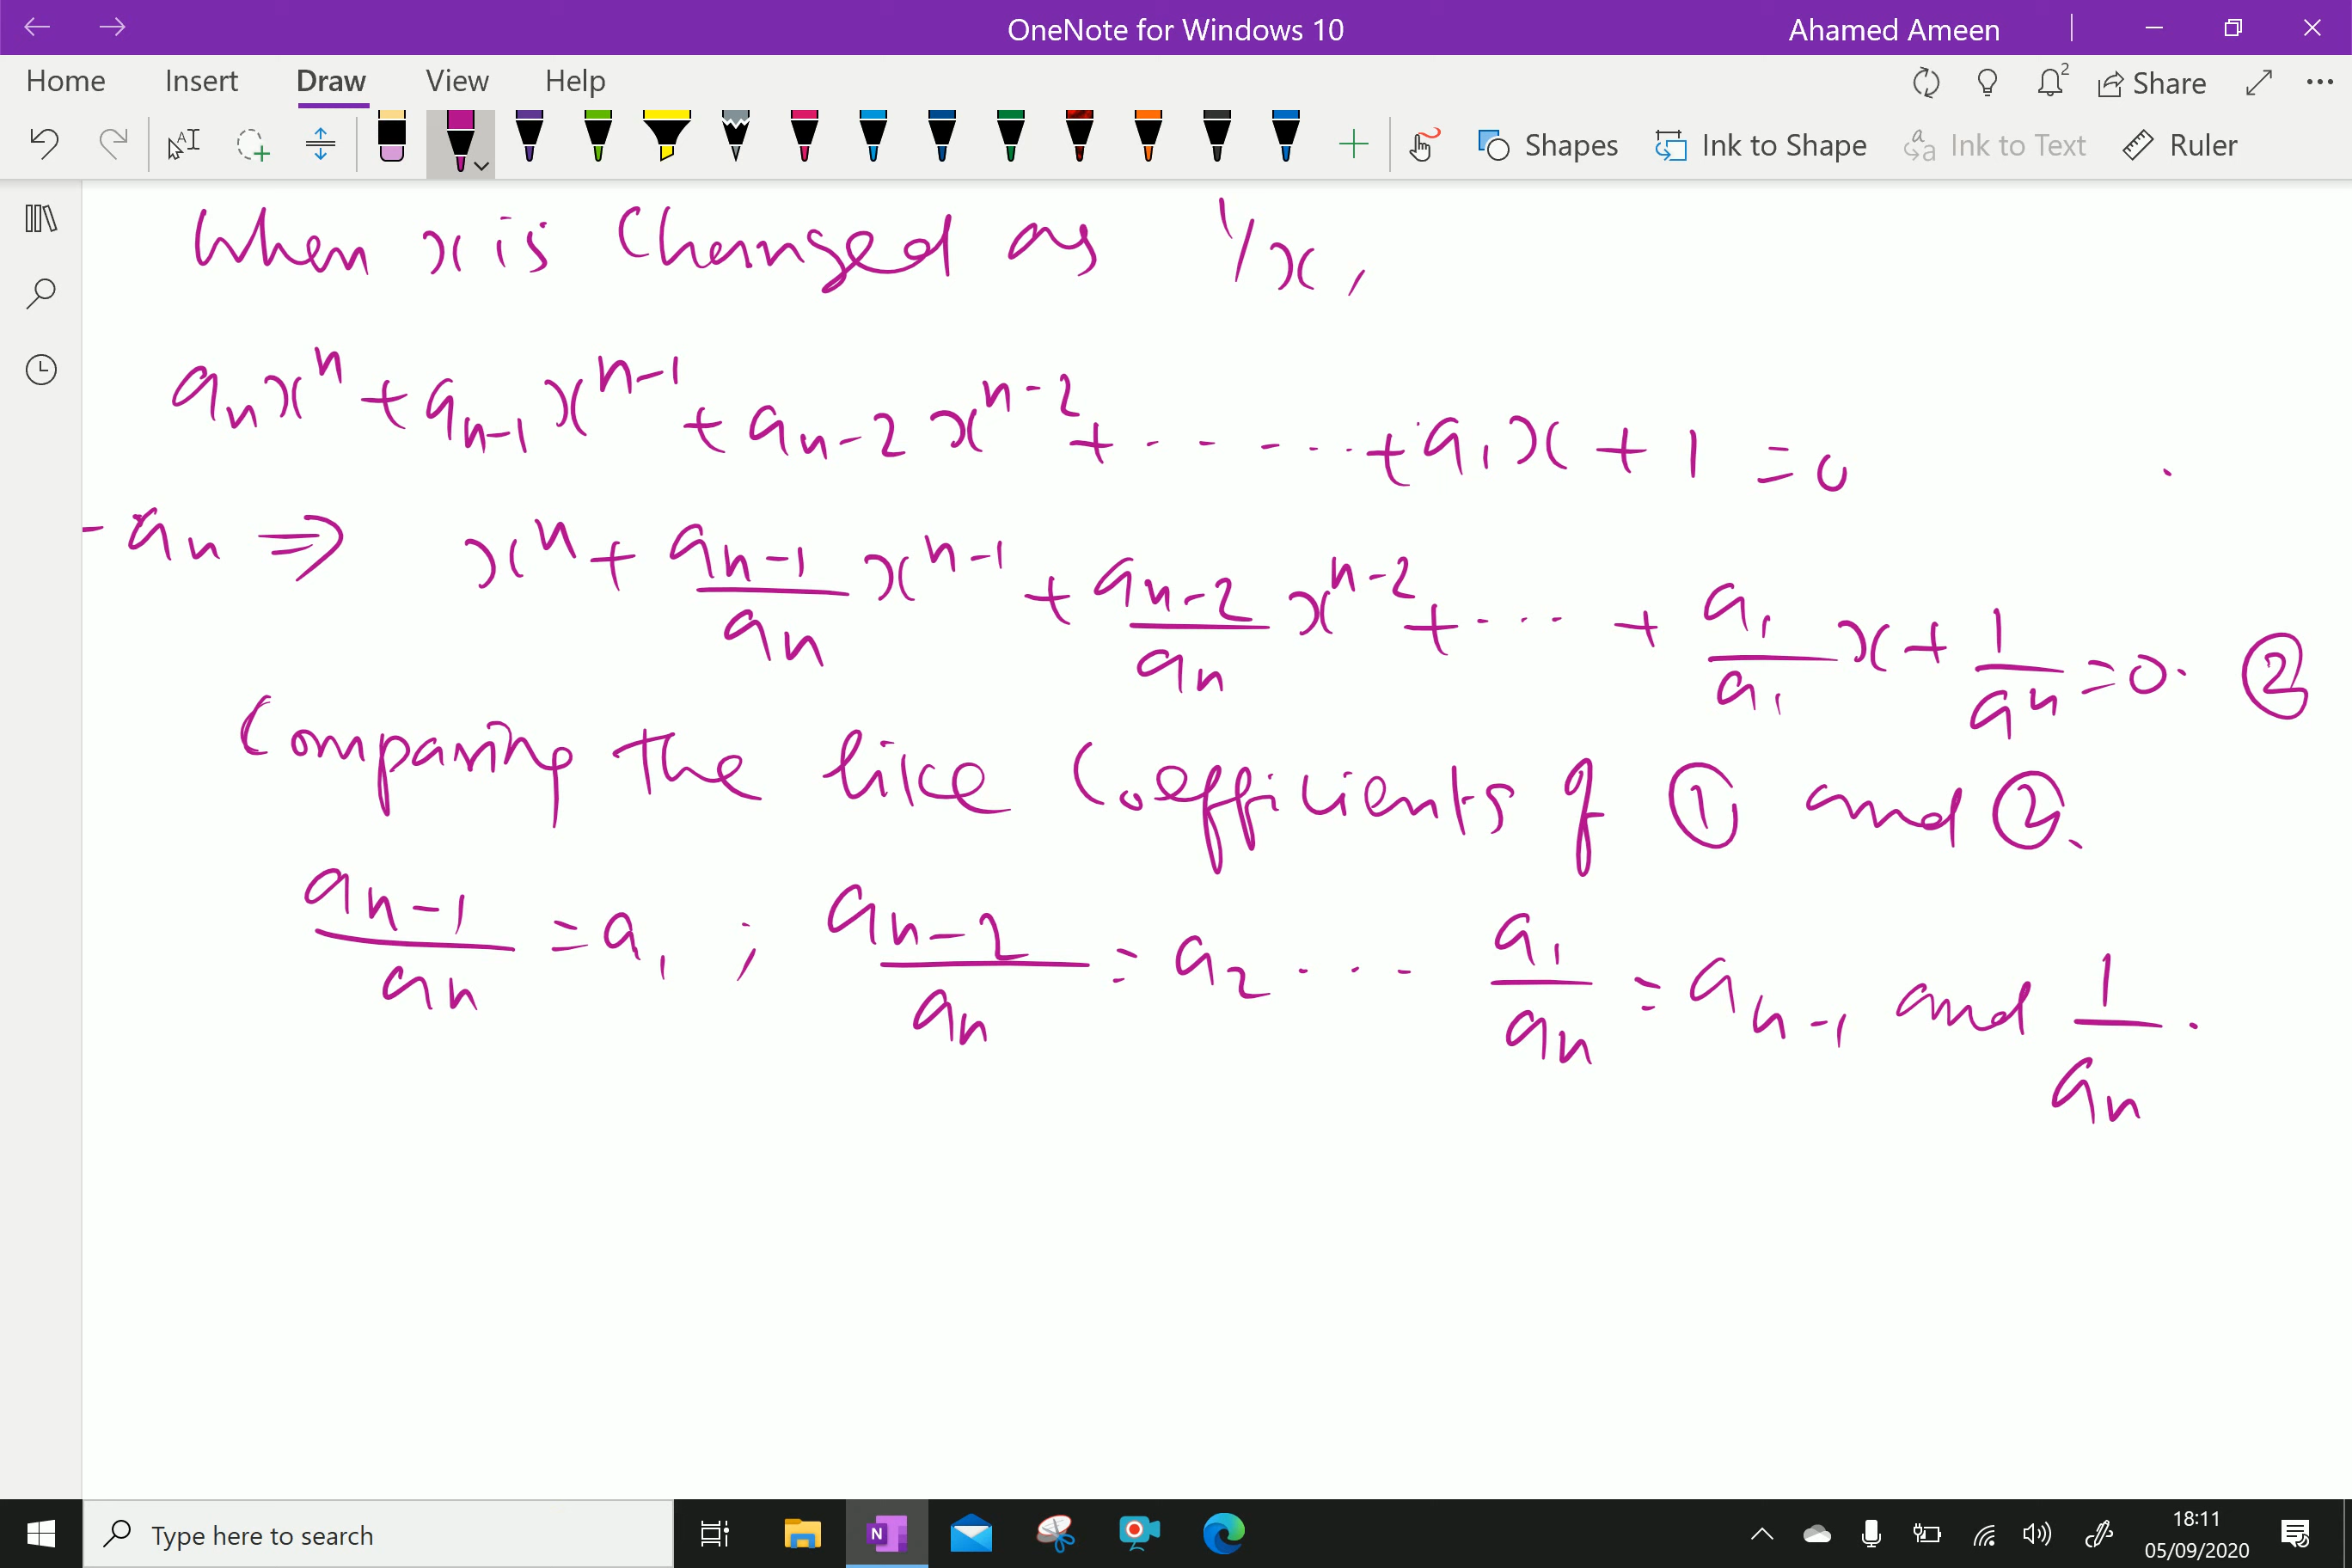 OneNote for Windows 10 Ahamed Ameen
Home Insert Draw View Help 2 Share
Shapes Ink to Shape Ink to Text Ruler
When x is changed as 1/x,
aₙxⁿ + aₙ₋₁xⁿ⁻¹ + aₙ₋₂xⁿ⁻² + ...... + a₁x + 1 = 0
- aₙ ⇒ xⁿ + aₙ₋₁/aₙ xⁿ⁻¹ + aₙ₋₂/aₙ xⁿ⁻² + .... + a₁/a₁ x + 1/aⁿ = 0. ②
Comparing the like coefficients of ① and ②.
aₙ₋₁/aₙ = a₁ ; aₙ₋₂/aₙ = a₂ .... a₁/aₙ = aₙ₋₁ and 1/aₙ .
Type here to search
18:11
05/09/2020